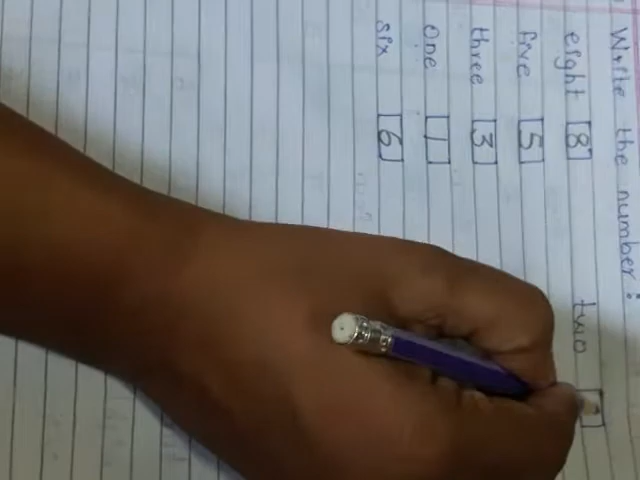 Write the number:
eight 8 two
five 5
three 3
one 1
six 6